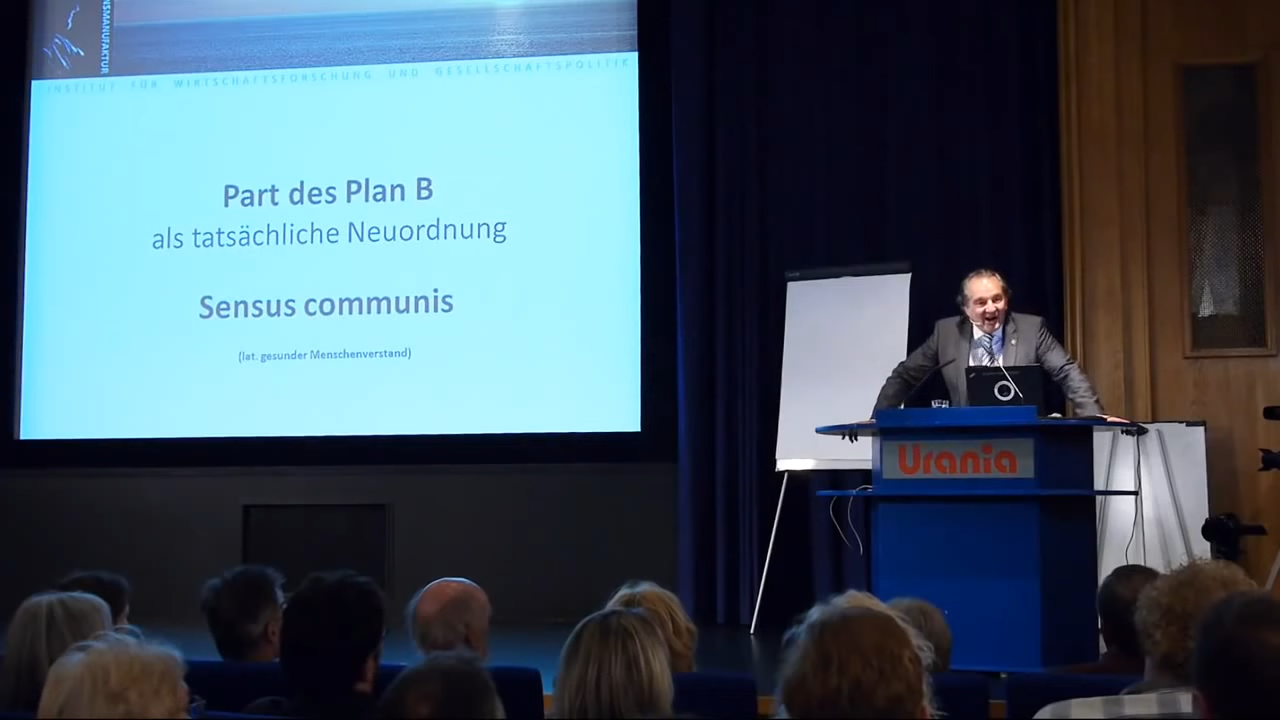 INSTITUT FÜR WIRTSCHAFTSFORSCHUNG UND GESELLSCHAFTSPOLITIK
Part des Plan B
als tatsächliche Neuordnung
Sensus communis
(lat. gesunder Menschenverstand)
Urania